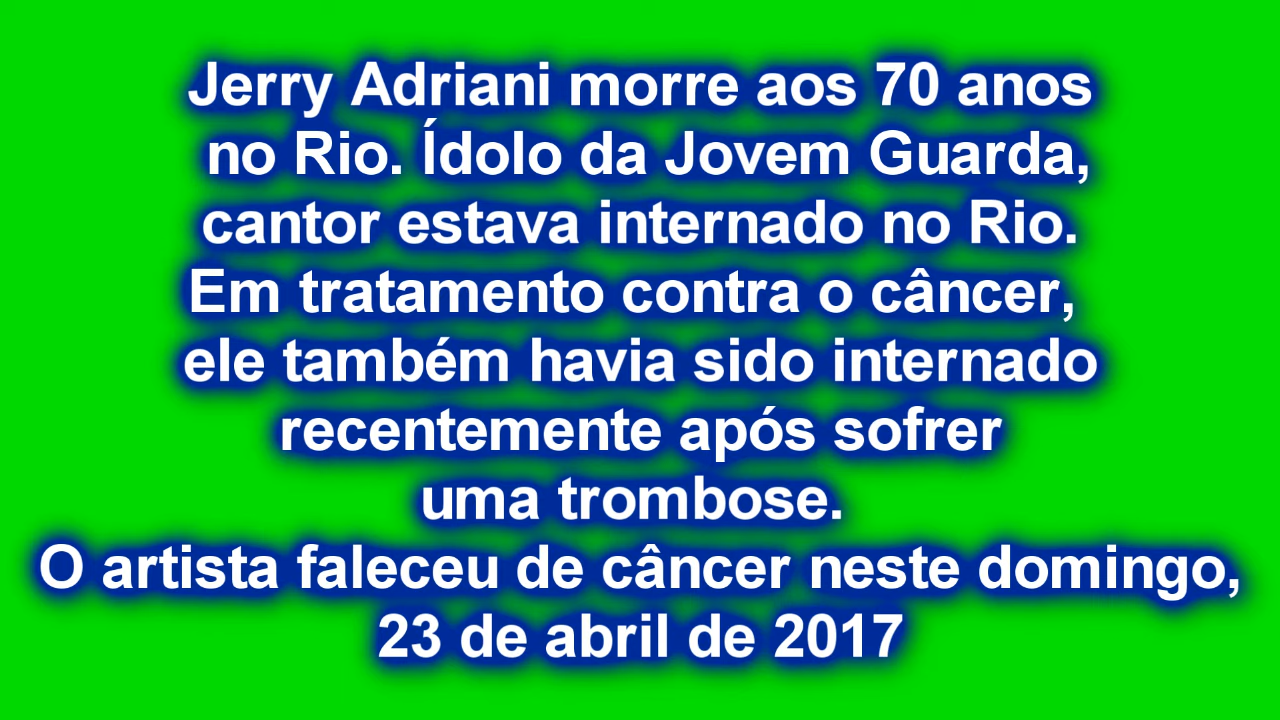 Jerry Adriani morre aos 70 anos
no Rio. Ídolo da Jovem Guarda,
cantor estava internado no Rio.
Em tratamento contra o câncer,
ele também havia sido internado
recentemente após sofrer
uma trombose.
O artista faleceu de câncer neste domingo,
23 de abril de 2017